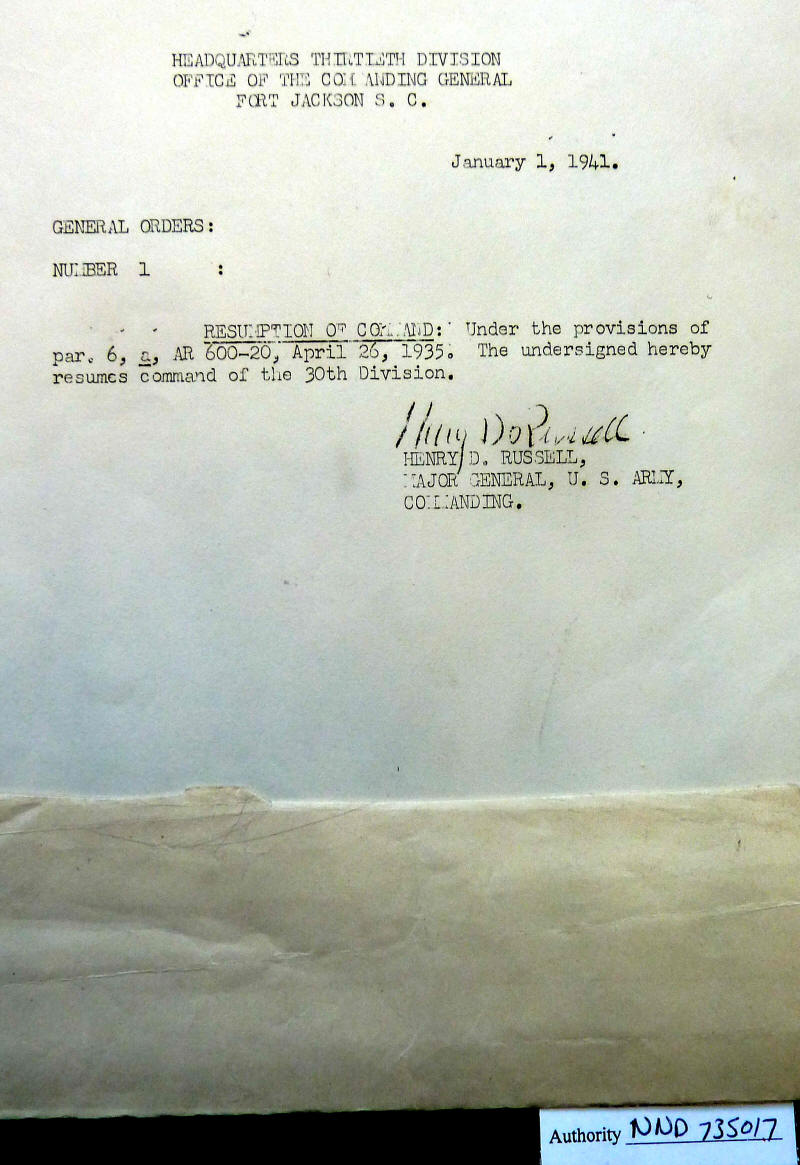 HEADQUARTERS THIRTIETH DIVISION
OFFICE OF THE COMMANDING GENERAL
FORT JACKSON S. C.
January 1, 1941.
GENERAL ORDERS:
NUMBER 1 :
RESUMPTION OF COMMAND: Under the provisions of
par. 6, a, AR 600-20, April 26, 1935. The undersigned hereby
resumes command of the 30th Division.
Henry D. Russell
HENRY D. RUSSELL,
MAJOR GENERAL, U. S. ARMY,
COMMANDING.
Authority NND 735017